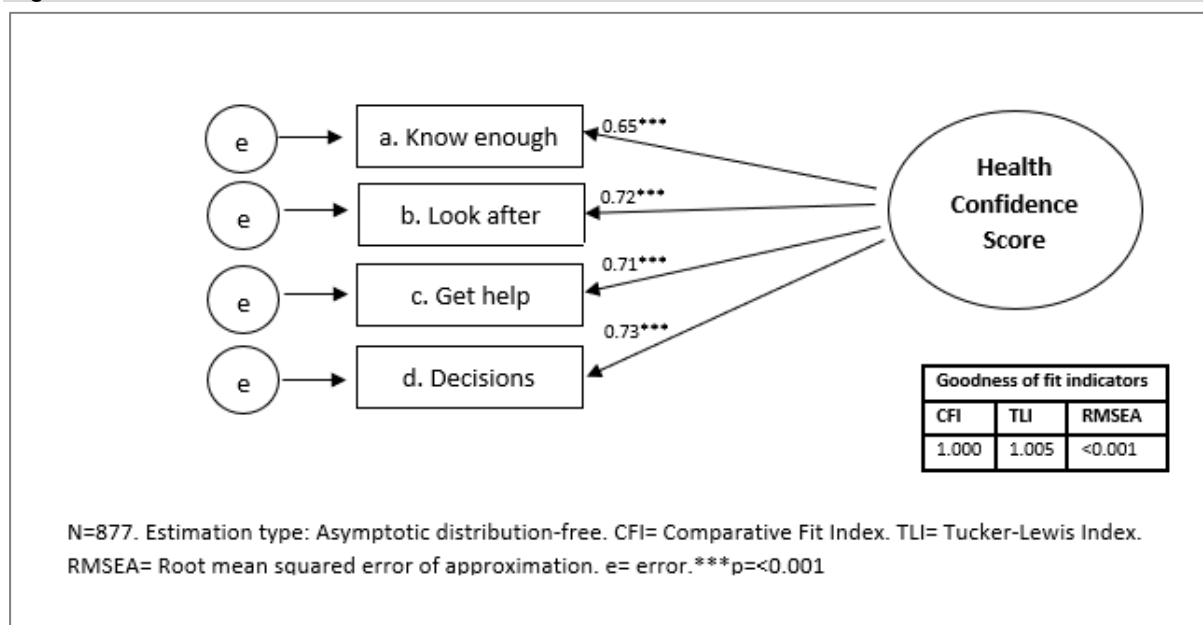 e
a. Know enough
0.65***
e
b. Look after
0.72***
e
c. Get help
0.71***
e
d. Decisions
0.73***
Health
Confidence
Score
Goodness of fit indicators
CFI TLI RMSEA
1.000 1.005 <0.001
N=877. Estimation type: Asymptotic distribution-free. CFI= Comparative Fit Index. TLI= Tucker-Lewis Index.
RMSEA= Root mean squared error of approximation. e= error.***p=<0.001